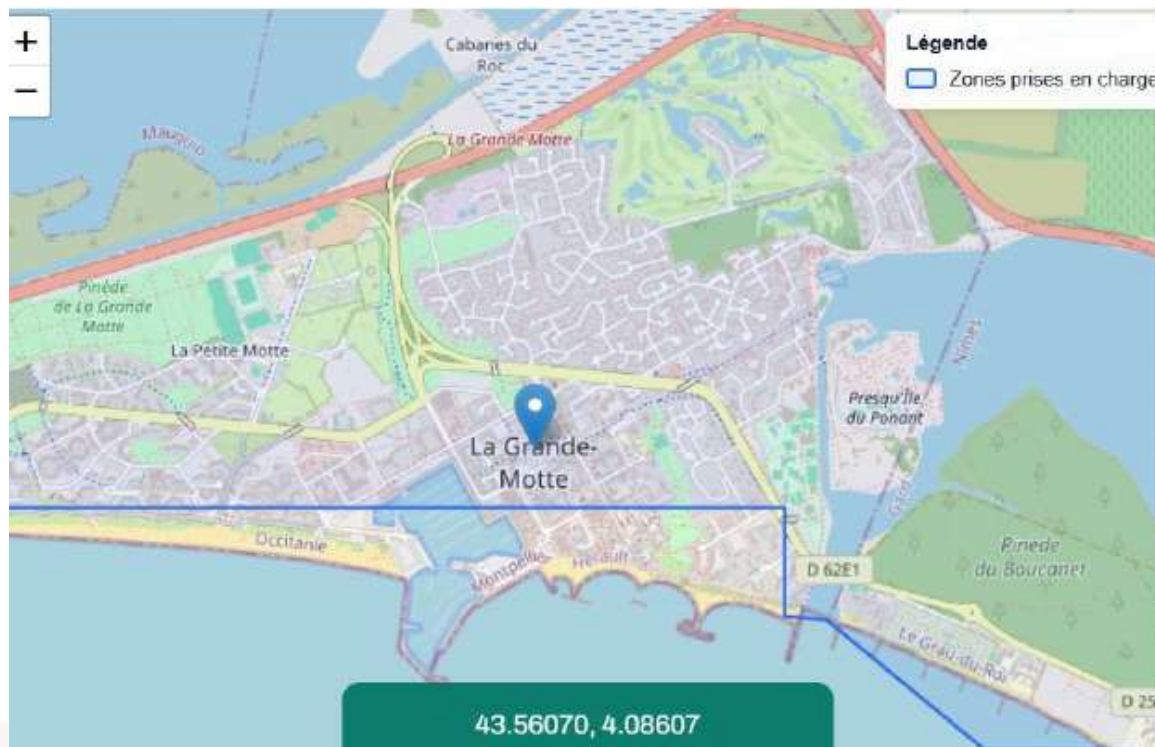 +
−
Cabanes du
Roc
Légende
Zones prises en charge
Mauguio
La Grande Motte
Pinède
de La Grande
Motte
La Petite Motte
Nîmes
Presqu'Île
du Ponant
La Grande-
Motte
Gard
Occitanie
Montpellier
Hérault
Pinède
du Boucanet
D 62E1
Le Grau-du-Roi
D 25
43.56070, 4.08607